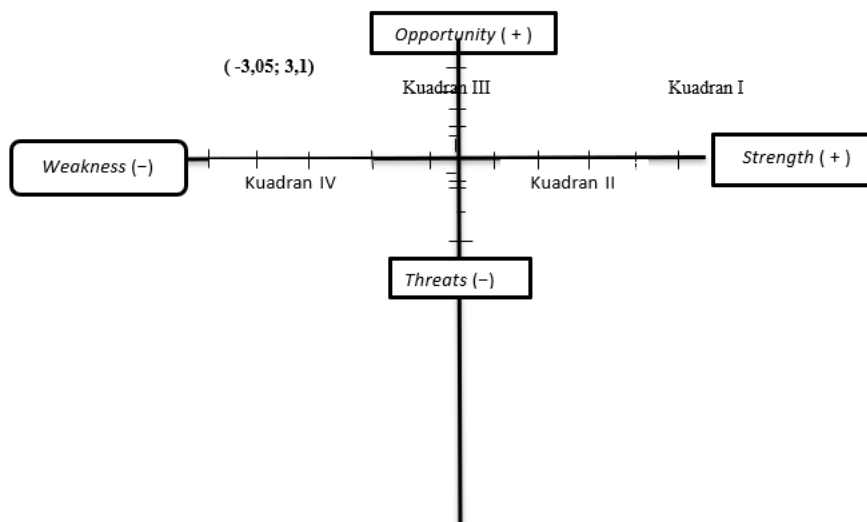 Opportunity ( + )
( -3,05; 3,1)
Kuadran III
Kuadran I
Weakness (−)
Strength ( + )
Kuadran IV
Kuadran II
Threats (−)